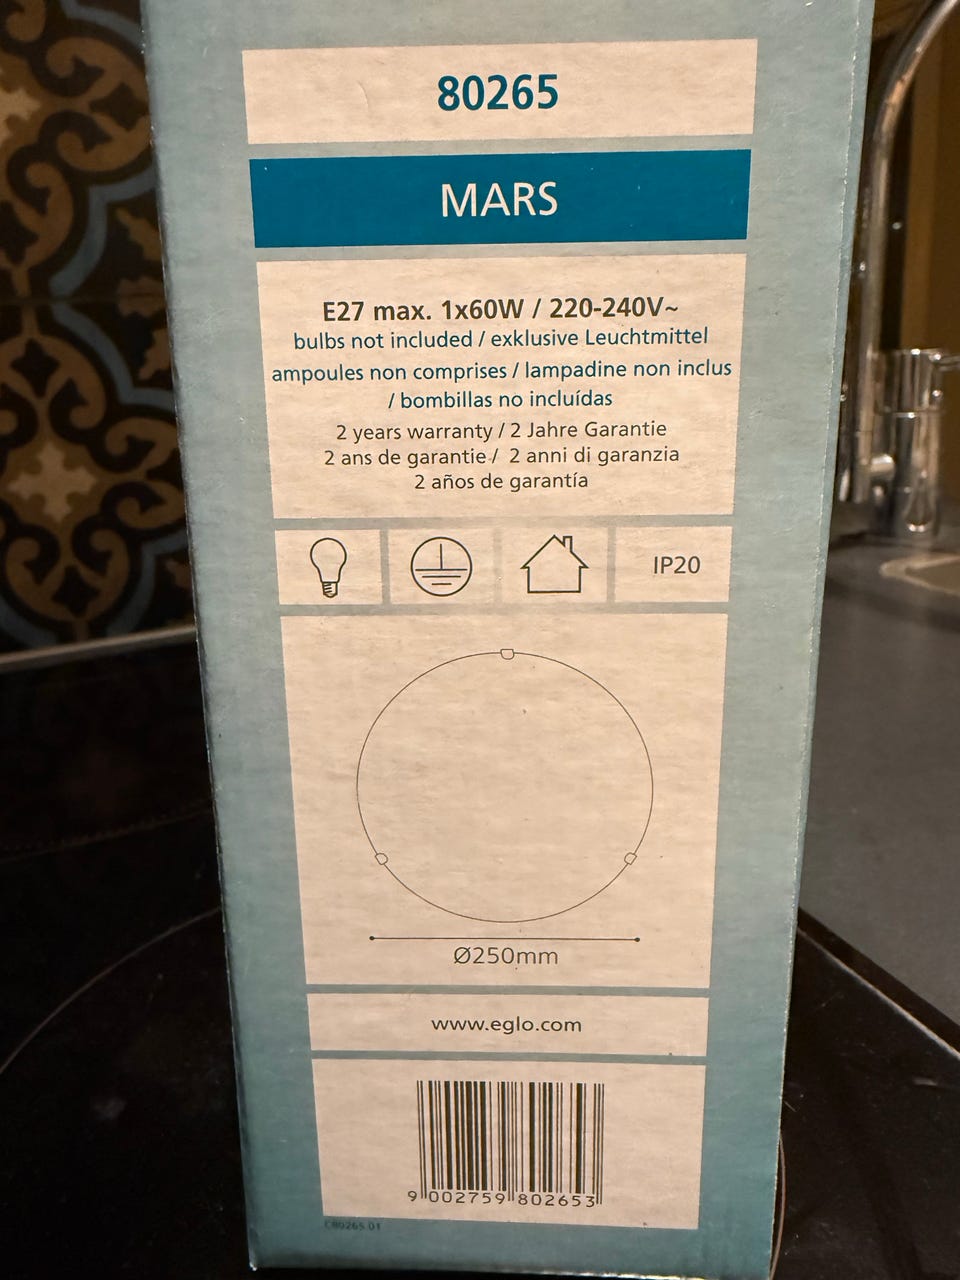 80265
MARS
E27 max. 1x60W / 220-240V~
bulbs not included / exklusive Leuchtmittel
ampoules non comprises / lampadine non inclus
/ bombillas no incluídas
2 years warranty / 2 Jahre Garantie
2 ans de garantie / 2 anni di garanzia
2 años de garantía
IP20
Ø250mm
www.eglo.com
9 002759 802653
C80265.01